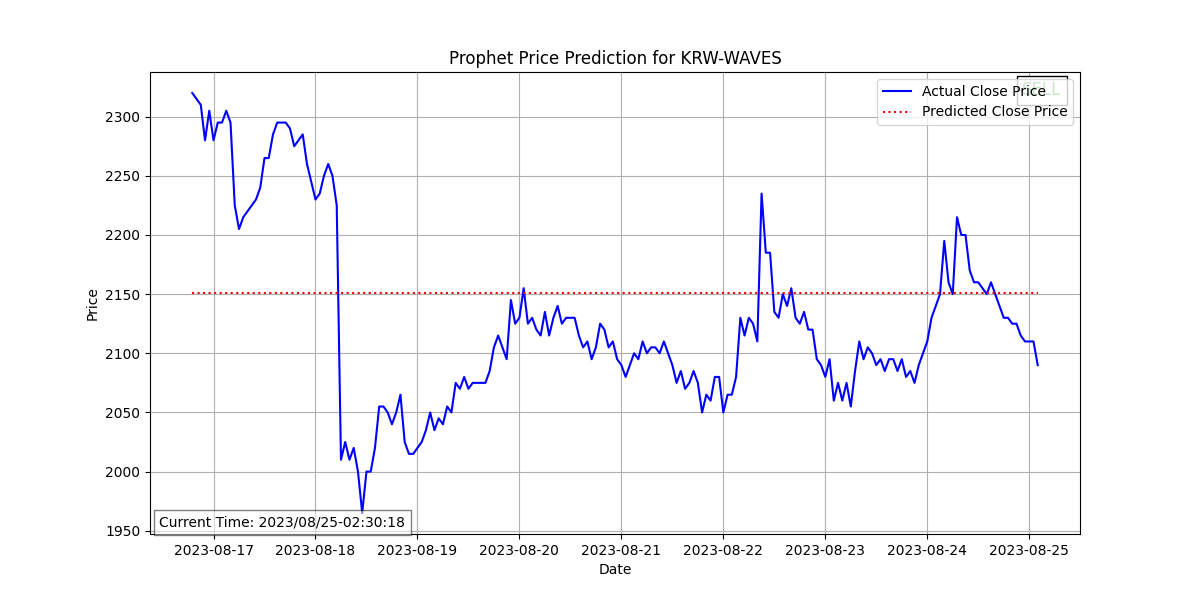 Prophet Price Prediction for KRW-WAVES
SELL
Actual Close Price
Predicted Close Price
Price
2300
2250
2200
2150
2100
2050
2000
1950
Current Time: 2023/08/25-02:30:18
2023-08-17 2023-08-18 2023-08-19 2023-08-20 2023-08-21 2023-08-22 2023-08-23 2023-08-24 2023-08-25
Date